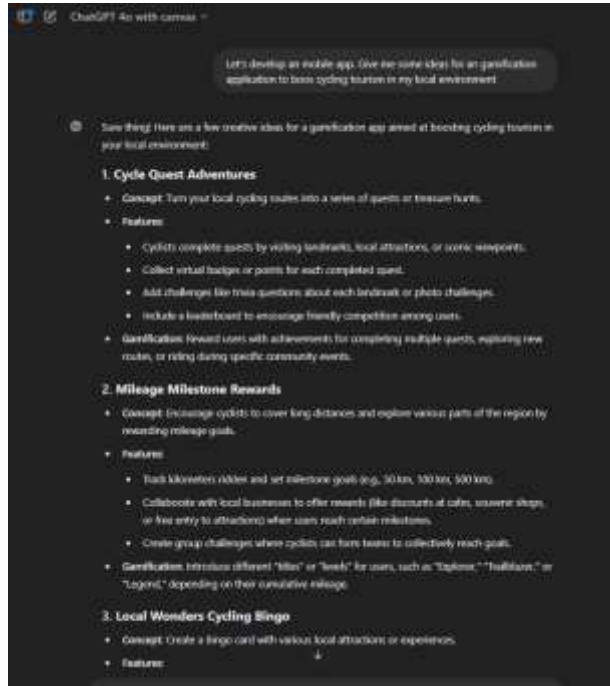 ChatGPT 4o with canvas
Let's develop an mobile app. Give me some ideas for an gamification
application to boos cycling tourism in my local environment
Sure thing! Here are a few creative ideas for a gamification app aimed at boosting cycling tourism in
your local environment:
1. Cycle Quest Adventures
• Concept: Turn your local cycling routes into a series of quests or treasure hunts.
• Features:
• Cyclists complete quests by visiting landmarks, local attractions, or scenic viewpoints.
• Collect virtual badges or points for each completed quest.
• Add challenges like trivia questions about each landmark or photo challenges.
• Include a leaderboard to encourage friendly competition among users.
• Gamification: Reward users with achievements for completing multiple quests, exploring new
routes, or riding during specific community events.
2. Mileage Milestone Rewards
• Concept: Encourage cyclists to cover long distances and explore various parts of the region by
rewarding mileage goals.
• Features:
• Track kilometers ridden and set milestone goals (e.g., 50 km, 100 km, 500 km).
• Collaborate with local businesses to offer rewards (like discounts at cafes, souvenir shops,
or free entry to attractions) when users reach certain milestones.
• Create group challenges where cyclists can form teams to collectively reach goals.
• Gamification: Introduce different "titles" or "levels" for users, such as "Explorer," "Trailblazer," or
"Legend," depending on their cumulative mileage.
3. Local Wonders Cycling Bingo
• Concept: Create a bingo card with various local attractions or experiences.
• Features: